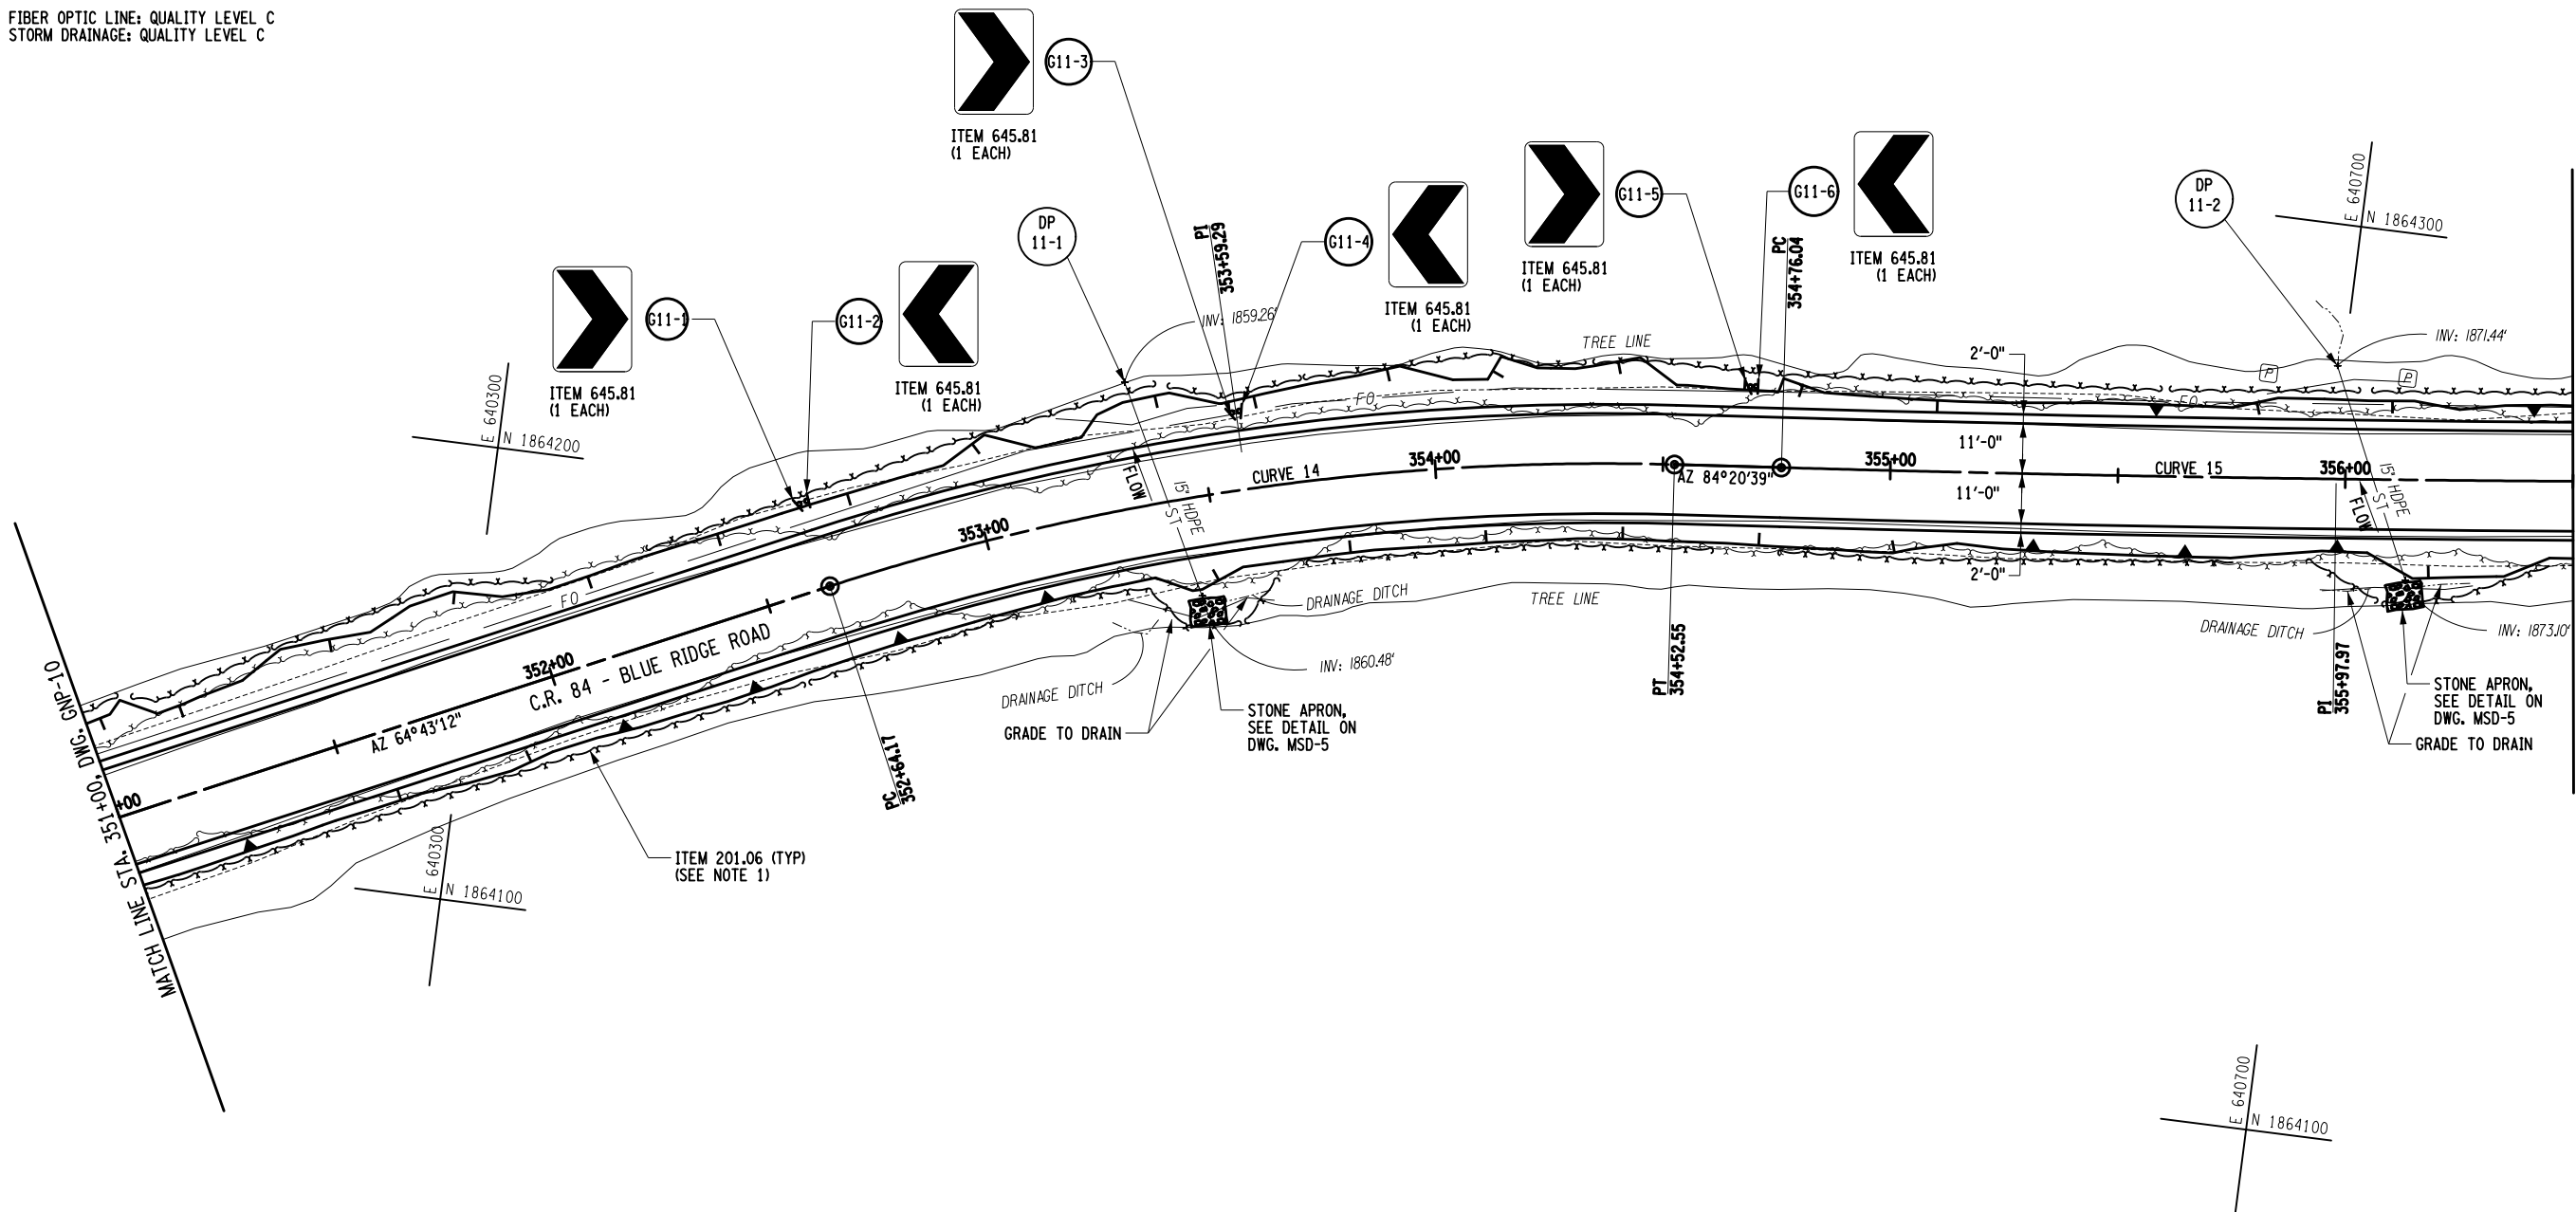 FIBER OPTIC LINE: QUALITY LEVEL C
STORM DRAINAGE: QUALITY LEVEL C
G11-3
ITEM 645.81
(1 EACH)
DP
11-1
PI
353+59.29
G11-4
ITEM 645.81
(1 EACH)
G11-5
ITEM 645.81
(1 EACH)
G11-6
ITEM 645.81
(1 EACH)
PC
354+76.04
DP
11-2
E 640700
N 1864300
G11-1
ITEM 645.81
(1 EACH)
G11-2
ITEM 645.81
(1 EACH)
INV: 1859.26'
INV: 1871.44'
TREE LINE
2'-0"
P
P
E 640300
N 1864200
FO
FO
11'-0"
FLOW
15" HDPE
ST
CURVE 14
354+00
AZ 84°20'39"
355+00
11'-0"
CURVE 15
356+00
15" HDPE
ST
FLOW
353+00
2'-0"
FO
DRAINAGE DITCH
TREE LINE
DRAINAGE DITCH
INV: 1873.10'
352+00
C.R. 84 - BLUE RIDGE ROAD
AZ 64°43'12"
+00
MATCH LINE STA. 351+00, DWG. GNP-10
PC
352+64.17
DRAINAGE DITCH
INV: 1860.48'
GRADE TO DRAIN
STONE APRON,
SEE DETAIL ON
DWG. MSD-5
PT
354+52.55
PI
355+97.97
STONE APRON,
SEE DETAIL ON
DWG. MSD-5
GRADE TO DRAIN
ITEM 201.06 (TYP)
(SEE NOTE 1)
E 640300
N 1864100
E 640700
N 1864100